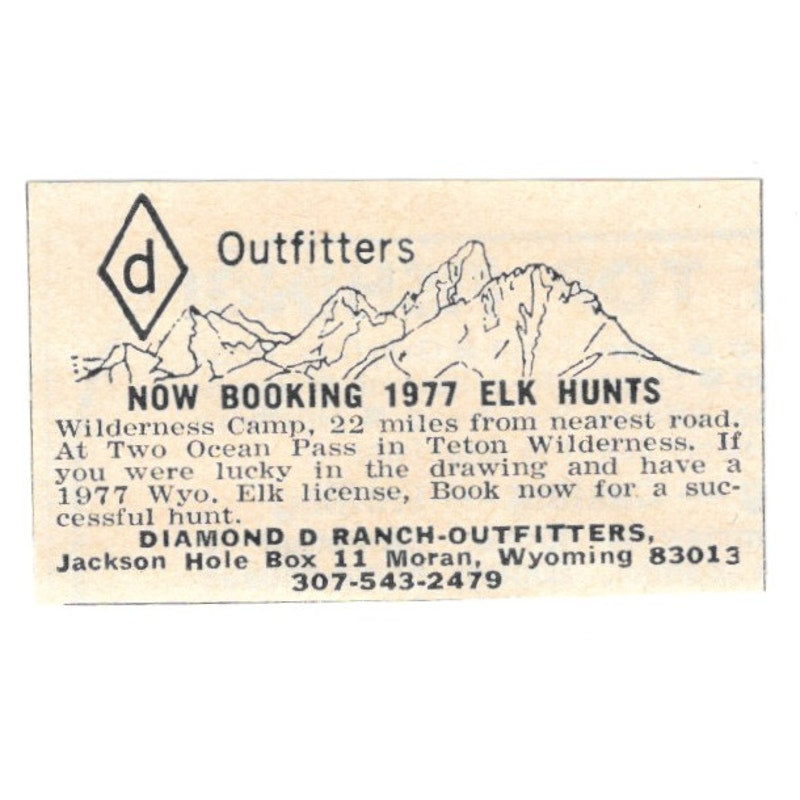 d
Outfitters
NOW BOOKING 1977 ELK HUNTS
Wilderness Camp, 22 miles from nearest road.
At Two Ocean Pass in Teton Wilderness. If
you were lucky in the drawing and have a
1977 Wyo. Elk license, Book now for a suc-
cessful hunt.
DIAMOND D RANCH-OUTFITTERS,
Jackson Hole Box 11 Moran, Wyoming 83013
307-543-2479